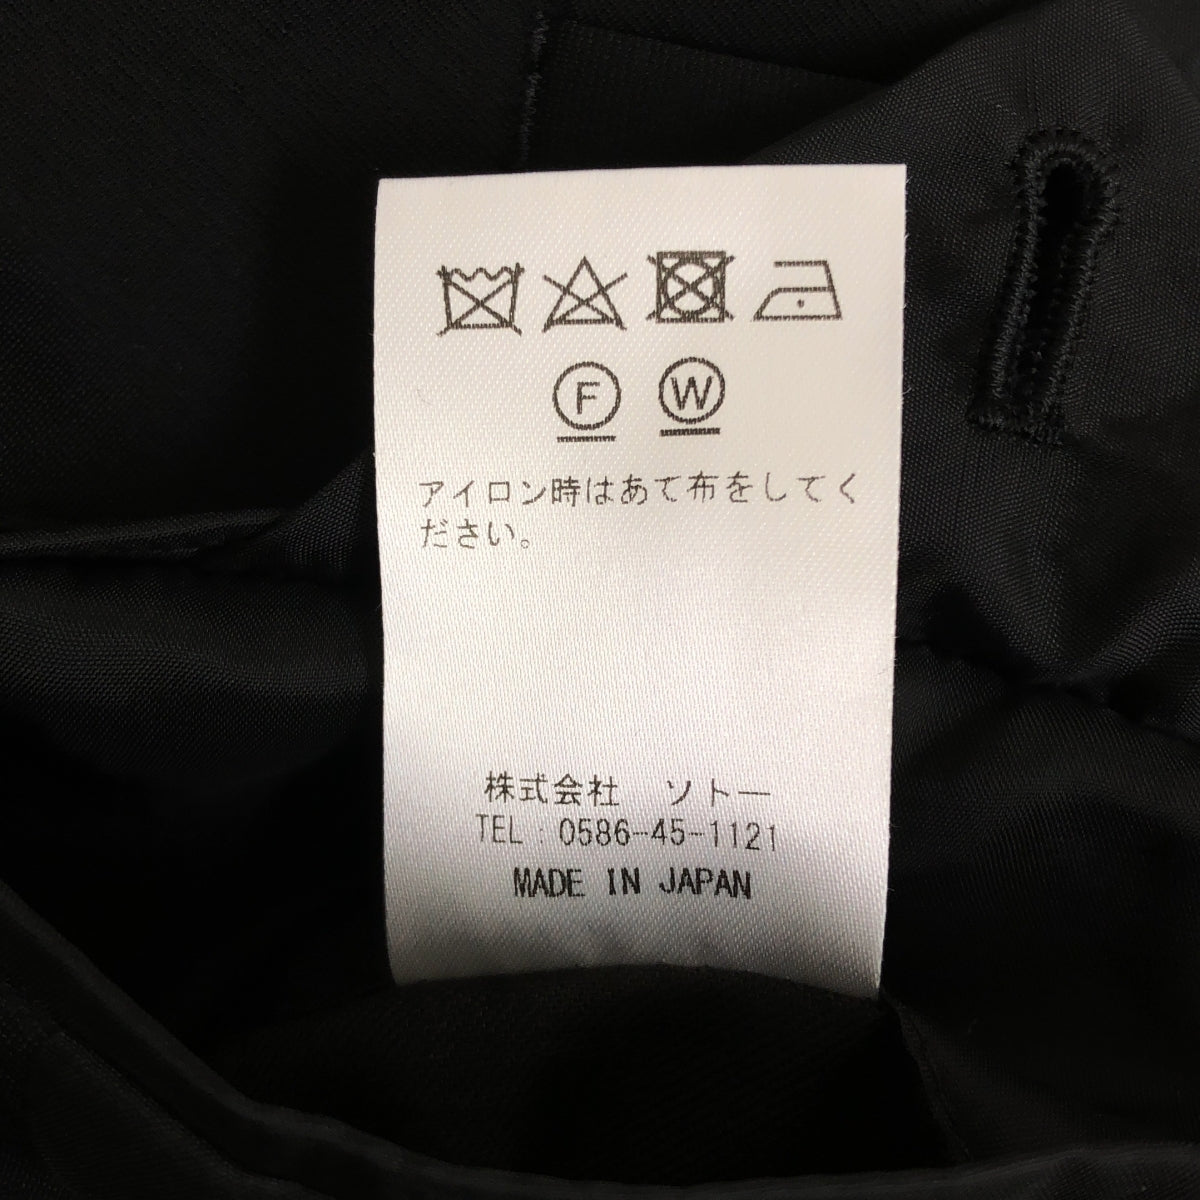 F W
アイロン時はあて布をしてく
ださい。
株式会社 ソトー
TEL：0586-45-1121
MADE IN JAPAN